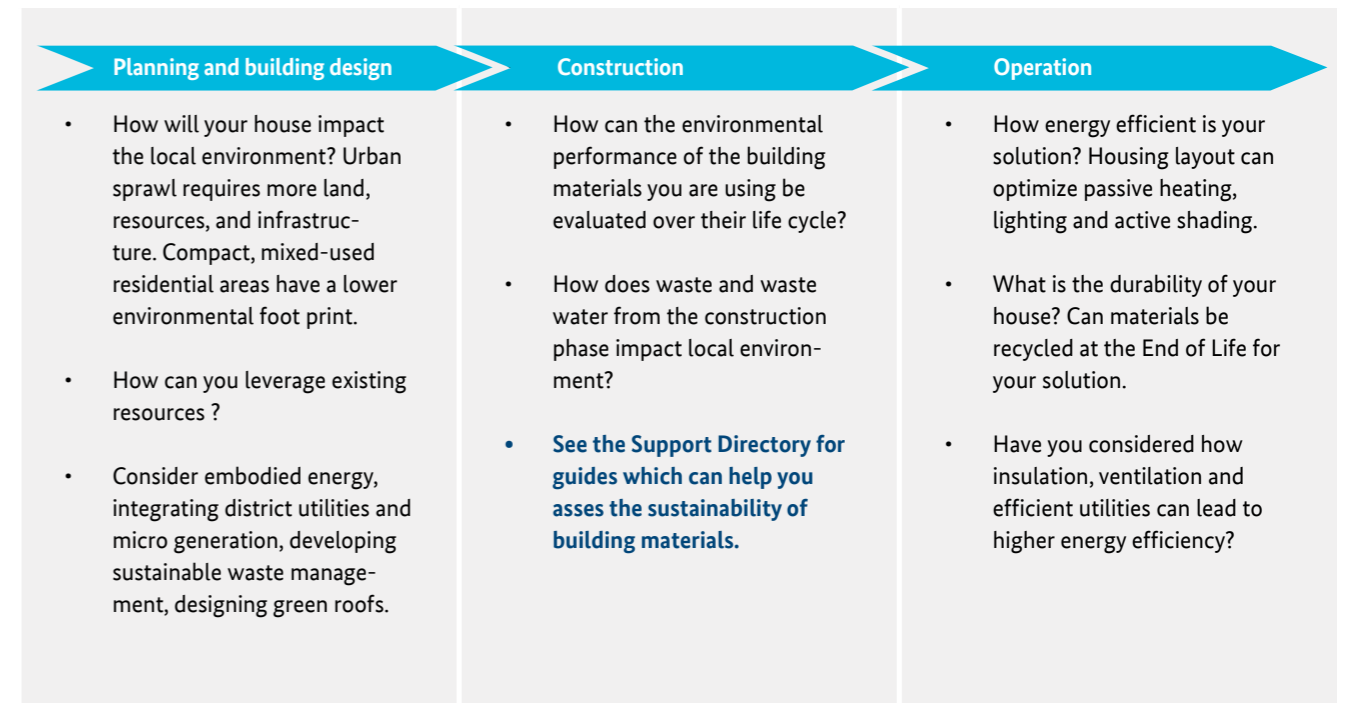 Planning and building design
• How will your house impact
the local environment? Urban
sprawl requires more land,
resources, and infrastruc-
ture. Compact, mixed-used
residential areas have a lower
environmental foot print.
• How can you leverage existing
resources ?
• Consider embodied energy,
integrating district utilities and
micro generation, developing
sustainable waste manage-
ment, designing green roofs.
Construction
• How can the environmental
performance of the building
materials you are using be
evaluated over their life cycle?
• How does waste and waste
water from the construction
phase impact local environ-
ment?
• See the Support Directory for
guides which can help you
asses the sustainability of
building materials.
Operation
• How energy efficient is your
solution? Housing layout can
optimize passive heating,
lighting and active shading.
• What is the durability of your
house? Can materials be
recycled at the End of Life for
your solution.
• Have you considered how
insulation, ventilation and
efficient utilities can lead to
higher energy efficiency?